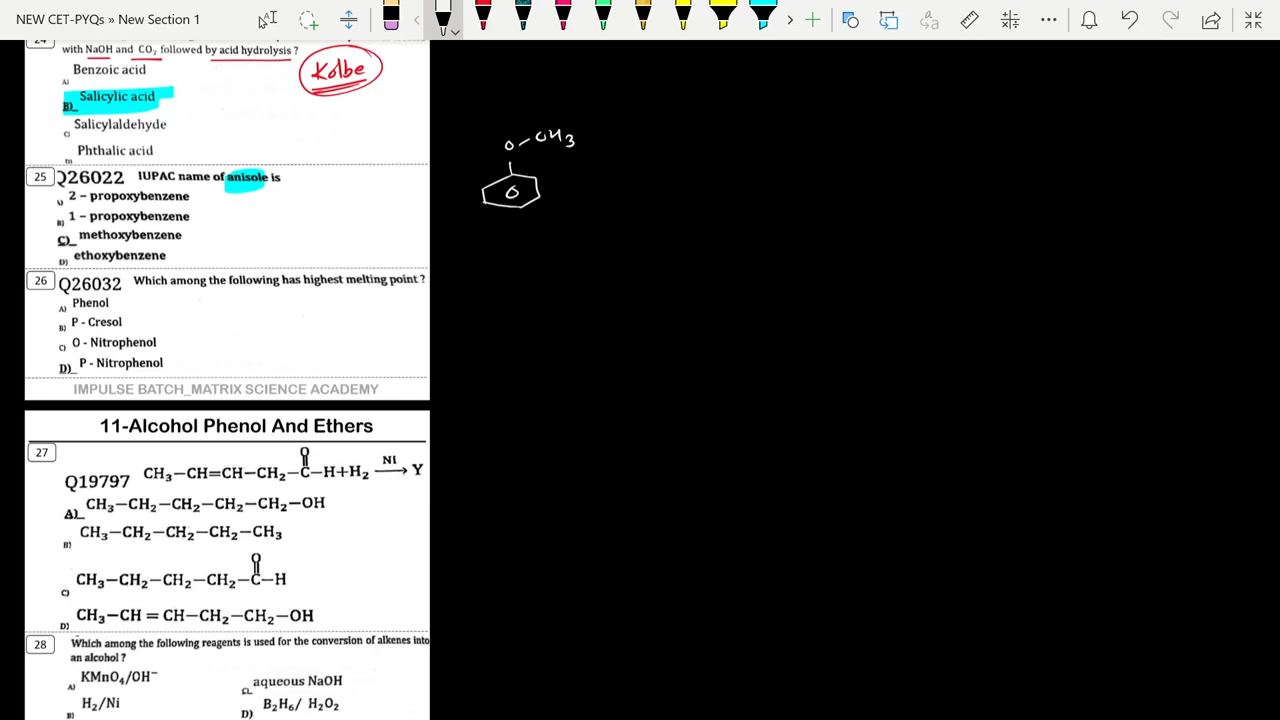 NEW CET-PYQs » New Section 1
with NaOH and CO₂ followed by acid hydrolysis ?
Kolbe
A) Benzoic acid
B) Salicylic acid
C) Salicylaldehyde
D) Phthalic acid
O-CH3
25 Q26022 IUPAC name of anisole is
A) 2 – propoxybenzene
B) 1 – propoxybenzene
C) methoxybenzene
D) ethoxybenzene
26 Q26032 Which among the following has highest melting point ?
A) Phenol
B) P - Cresol
C) O - Nitrophenol
D) P - Nitrophenol
IMPULSE BATCH_MATRIX SCIENCE ACADEMY
11-Alcohol Phenol And Ethers
27
Q19797 CH₃–CH=CH–CH₂–C(=O)–H+H₂ —Ni→ Y
A) CH₃–CH₂–CH₂–CH₂–CH₂–OH
B) CH₃–CH₂–CH₂–CH₂–CH₃
C) CH₃–CH₂–CH₂–CH₂–C(=O)–H
D) CH₃–CH = CH–CH₂–CH₂–OH
28 Which among the following reagents is used for the conversion of alkenes into
an alcohol ?
A) KMnO₄/OH⁻
C) aqueous NaOH
B) H₂/Ni
D) B₂H₆/ H₂O₂